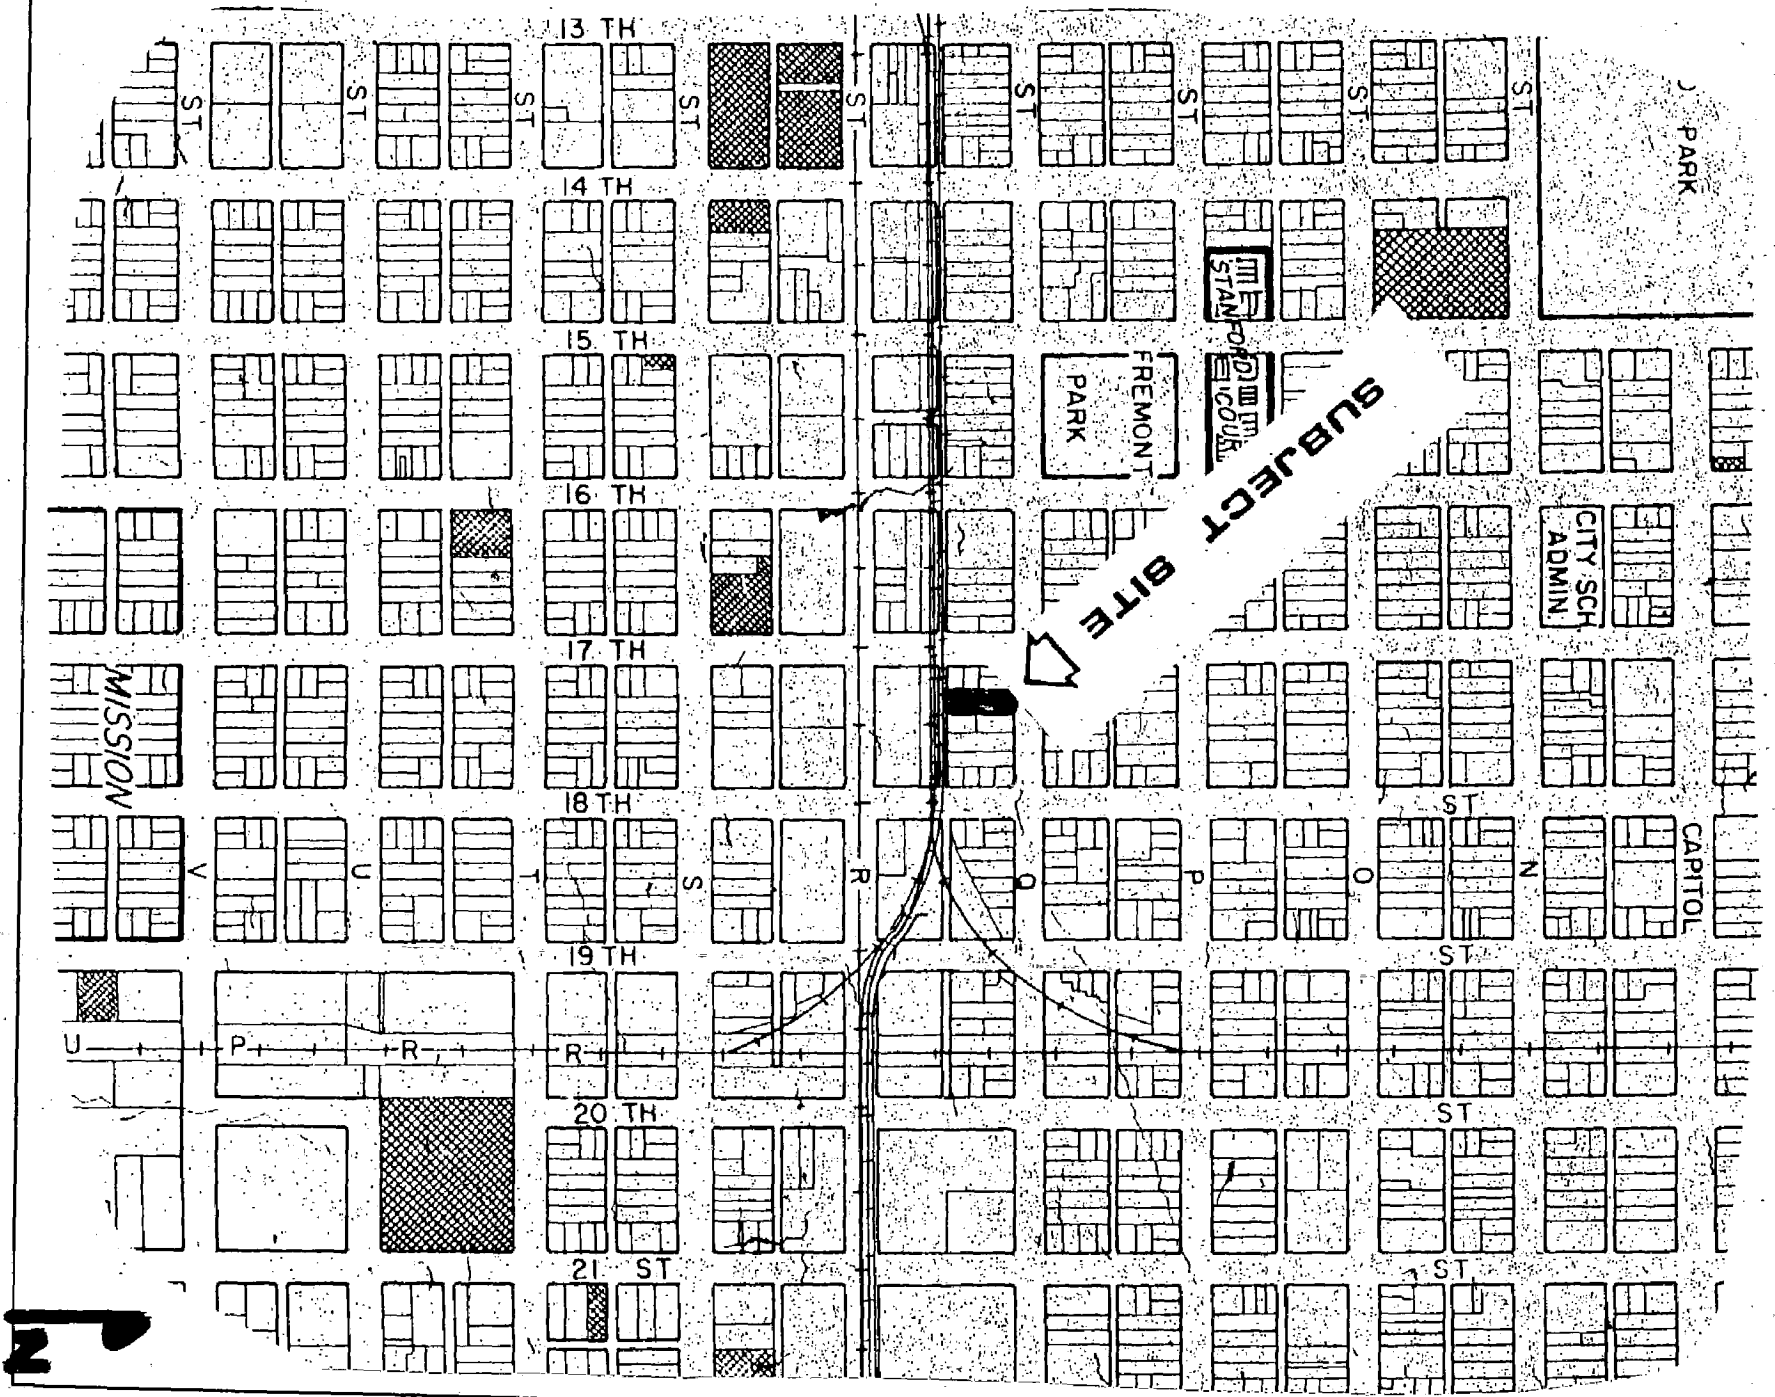 13 TH
ST
ST
ST
ST
ST
ST
ST
ST
ST
PARK
14 TH
STANFORD
15 TH
FREMONT
PARK
SUBJECT SITE
16 TH
CITY SCH
ADMIN
17 TH
MISSION
18 TH
ST
V
U
T
S
R
Q
P
O
N
CAPITOL
19 TH
ST
U P R R
20 TH
ST
21 ST
ST
N